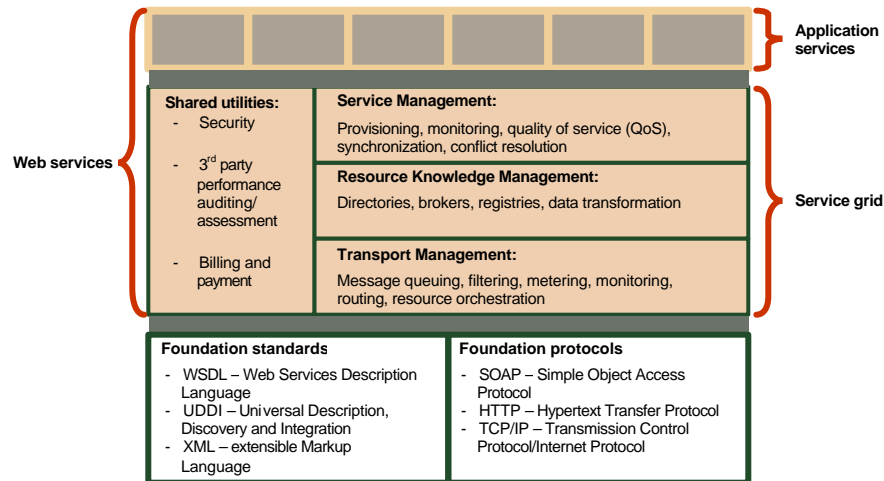 Application
services
Web services
Shared utilities:
- Security
- 3rd party
performance
auditing/
assessment
- Billing and
payment
Service Management:
Provisioning, monitoring, quality of service (QoS),
synchronization, conflict resolution
Resource Knowledge Management:
Directories, brokers, registries, data transformation
Transport Management:
Message queuing, filtering, metering, monitoring,
routing, resource orchestration
Service grid
Foundation standards
- WSDL – Web Services Description
Language
- UDDI – Universal Description,
Discovery and Integration
- XML – extensible Markup
Language
Foundation protocols
- SOAP – Simple Object Access
Protocol
- HTTP – Hypertext Transfer Protocol
- TCP/IP – Transmission Control
Protocol/Internet Protocol